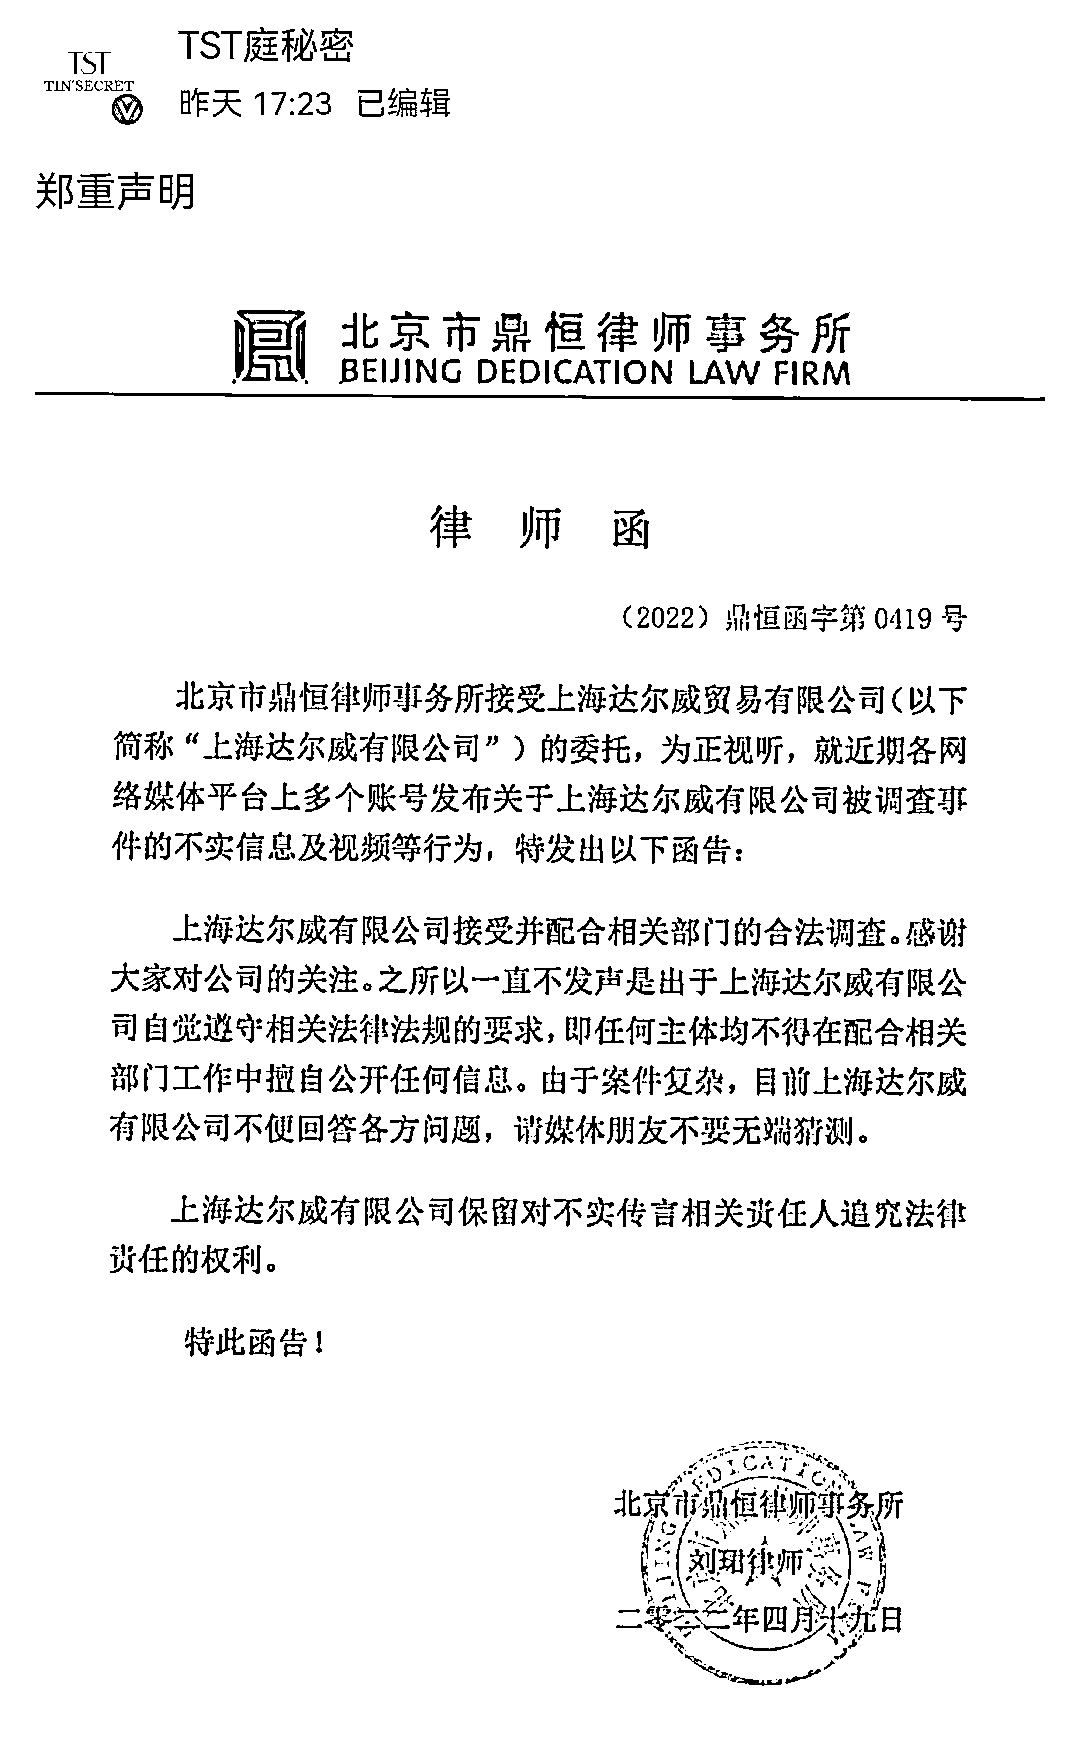 TST庭秘密
TST
TIN'SECRET
昨天 17:23 已编辑
郑重声明
北京市鼎恒律师事务所
BEIJING DEDICATION LAW FIRM
律 师 函
（2022）鼎恒函字第 0419 号
北京市鼎恒律师事务所接受上海达尔威贸易有限公司（以下
简称“上海达尔威有限公司”）的委托，为正视听，就近期各网
络媒体平台上多个账号发布关于上海达尔威有限公司被调查事
件的不实信息及视频等行为，特发出以下函告：
上海达尔威有限公司接受并配合相关部门的合法调查。感谢
大家对公司的关注。之所以一直不发声是出于上海达尔威有限公
司自觉遵守相关法律法规的要求，即任何主体均不得在配合相关
部门工作中擅自公开任何信息。由于案件复杂，目前上海达尔威
有限公司不便回答各方问题，请媒体朋友不要无端猜测。
上海达尔威有限公司保留对不实传言相关责任人追究法律
责任的权利。
特此函告！
北京市鼎恒律师事务所
刘珺律师
二零二二年四月十九日